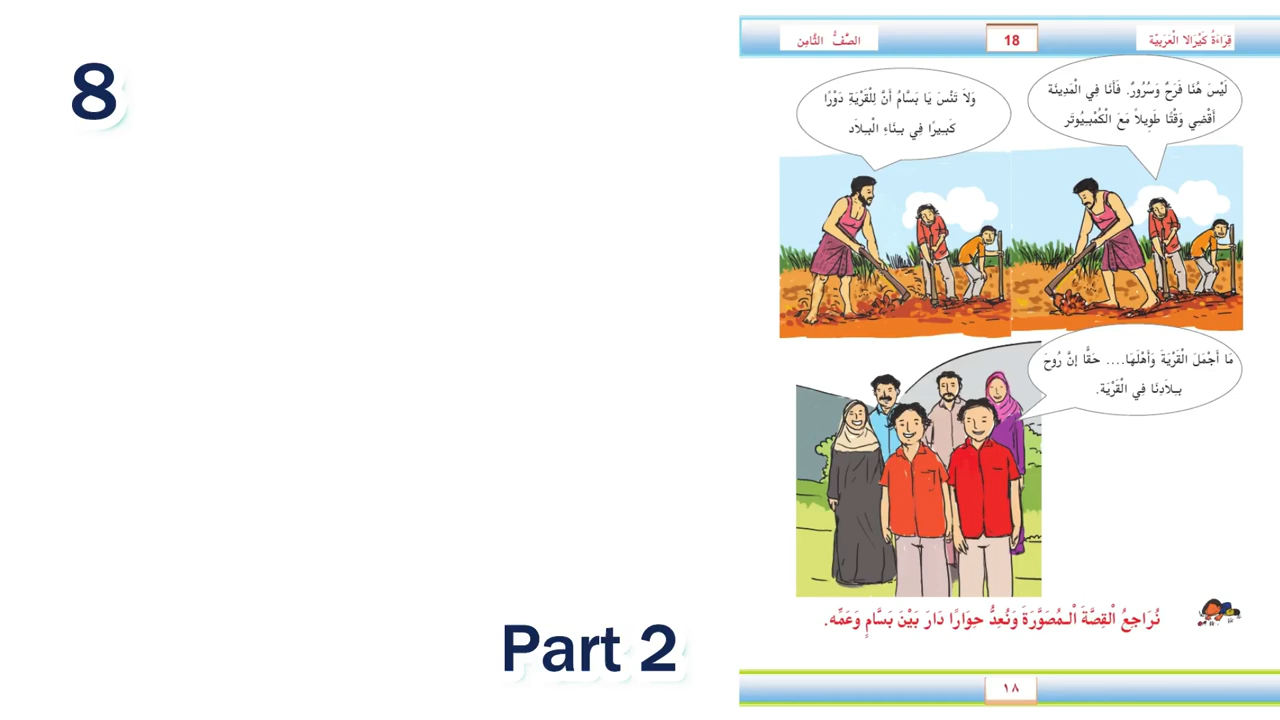 8
Part 2
قِرَاءَةُ كَيْرَالا الْعَرَبِيَّة
18
الصَّفُّ الثَّامِن
لَيْسَ هُنَا فَرَحٌ وَسُرُورٌ. فَأَنَا فِي الْمَدِينَة
أَقْضِي وَقْتًا طَوِيلاً مَعَ الْكُمْبِيُوتَر
وَلاَ تَنْسَ يَا بَسَّامُ أَنَّ لِلْقَرْيَةِ دَوْرًا
كَبِيرًا فِي بِنَاءِ الْبِلاَد
مَا أَجْمَلَ الْقَرْيَةَ وَأَهْلَهَا.... حَقًّا إِنَّ رُوحَ
بِلاَدِنَا فِي الْقَرْيَة.
نُرَاجِعُ الْقِصَّةَ الْمُصَوَّرَةَ وَنُعِدُّ حِوَارًا دَارَ بَيْنَ بَسَّامٍ وَعَمِّه.
١٨